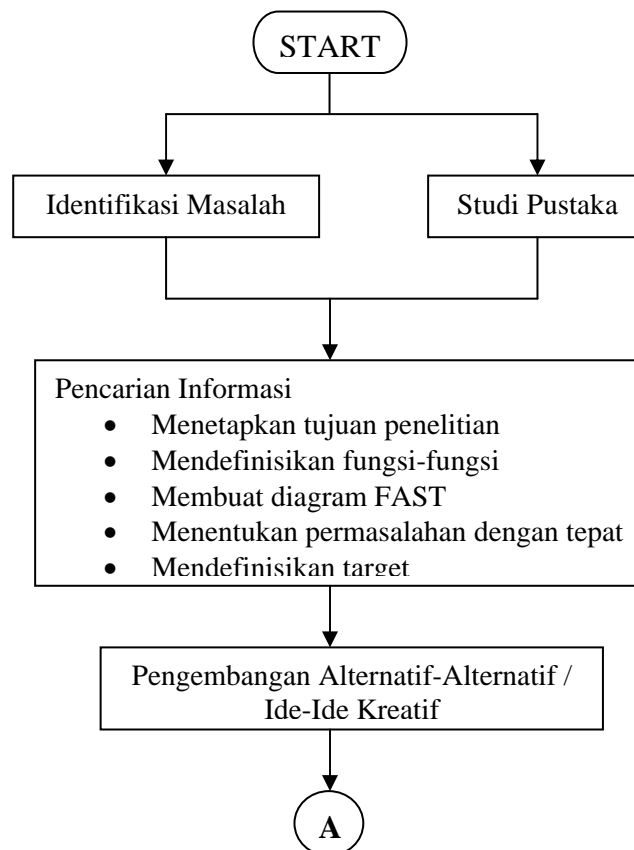 START
Identifikasi Masalah
Studi Pustaka
Pencarian Informasi
• Menetapkan tujuan penelitian
• Mendefinisikan fungsi-fungsi
• Membuat diagram FAST
• Menentukan permasalahan dengan tepat
• Mendefinisikan target
Pengembangan Alternatif-Alternatif /
Ide-Ide Kreatif
A